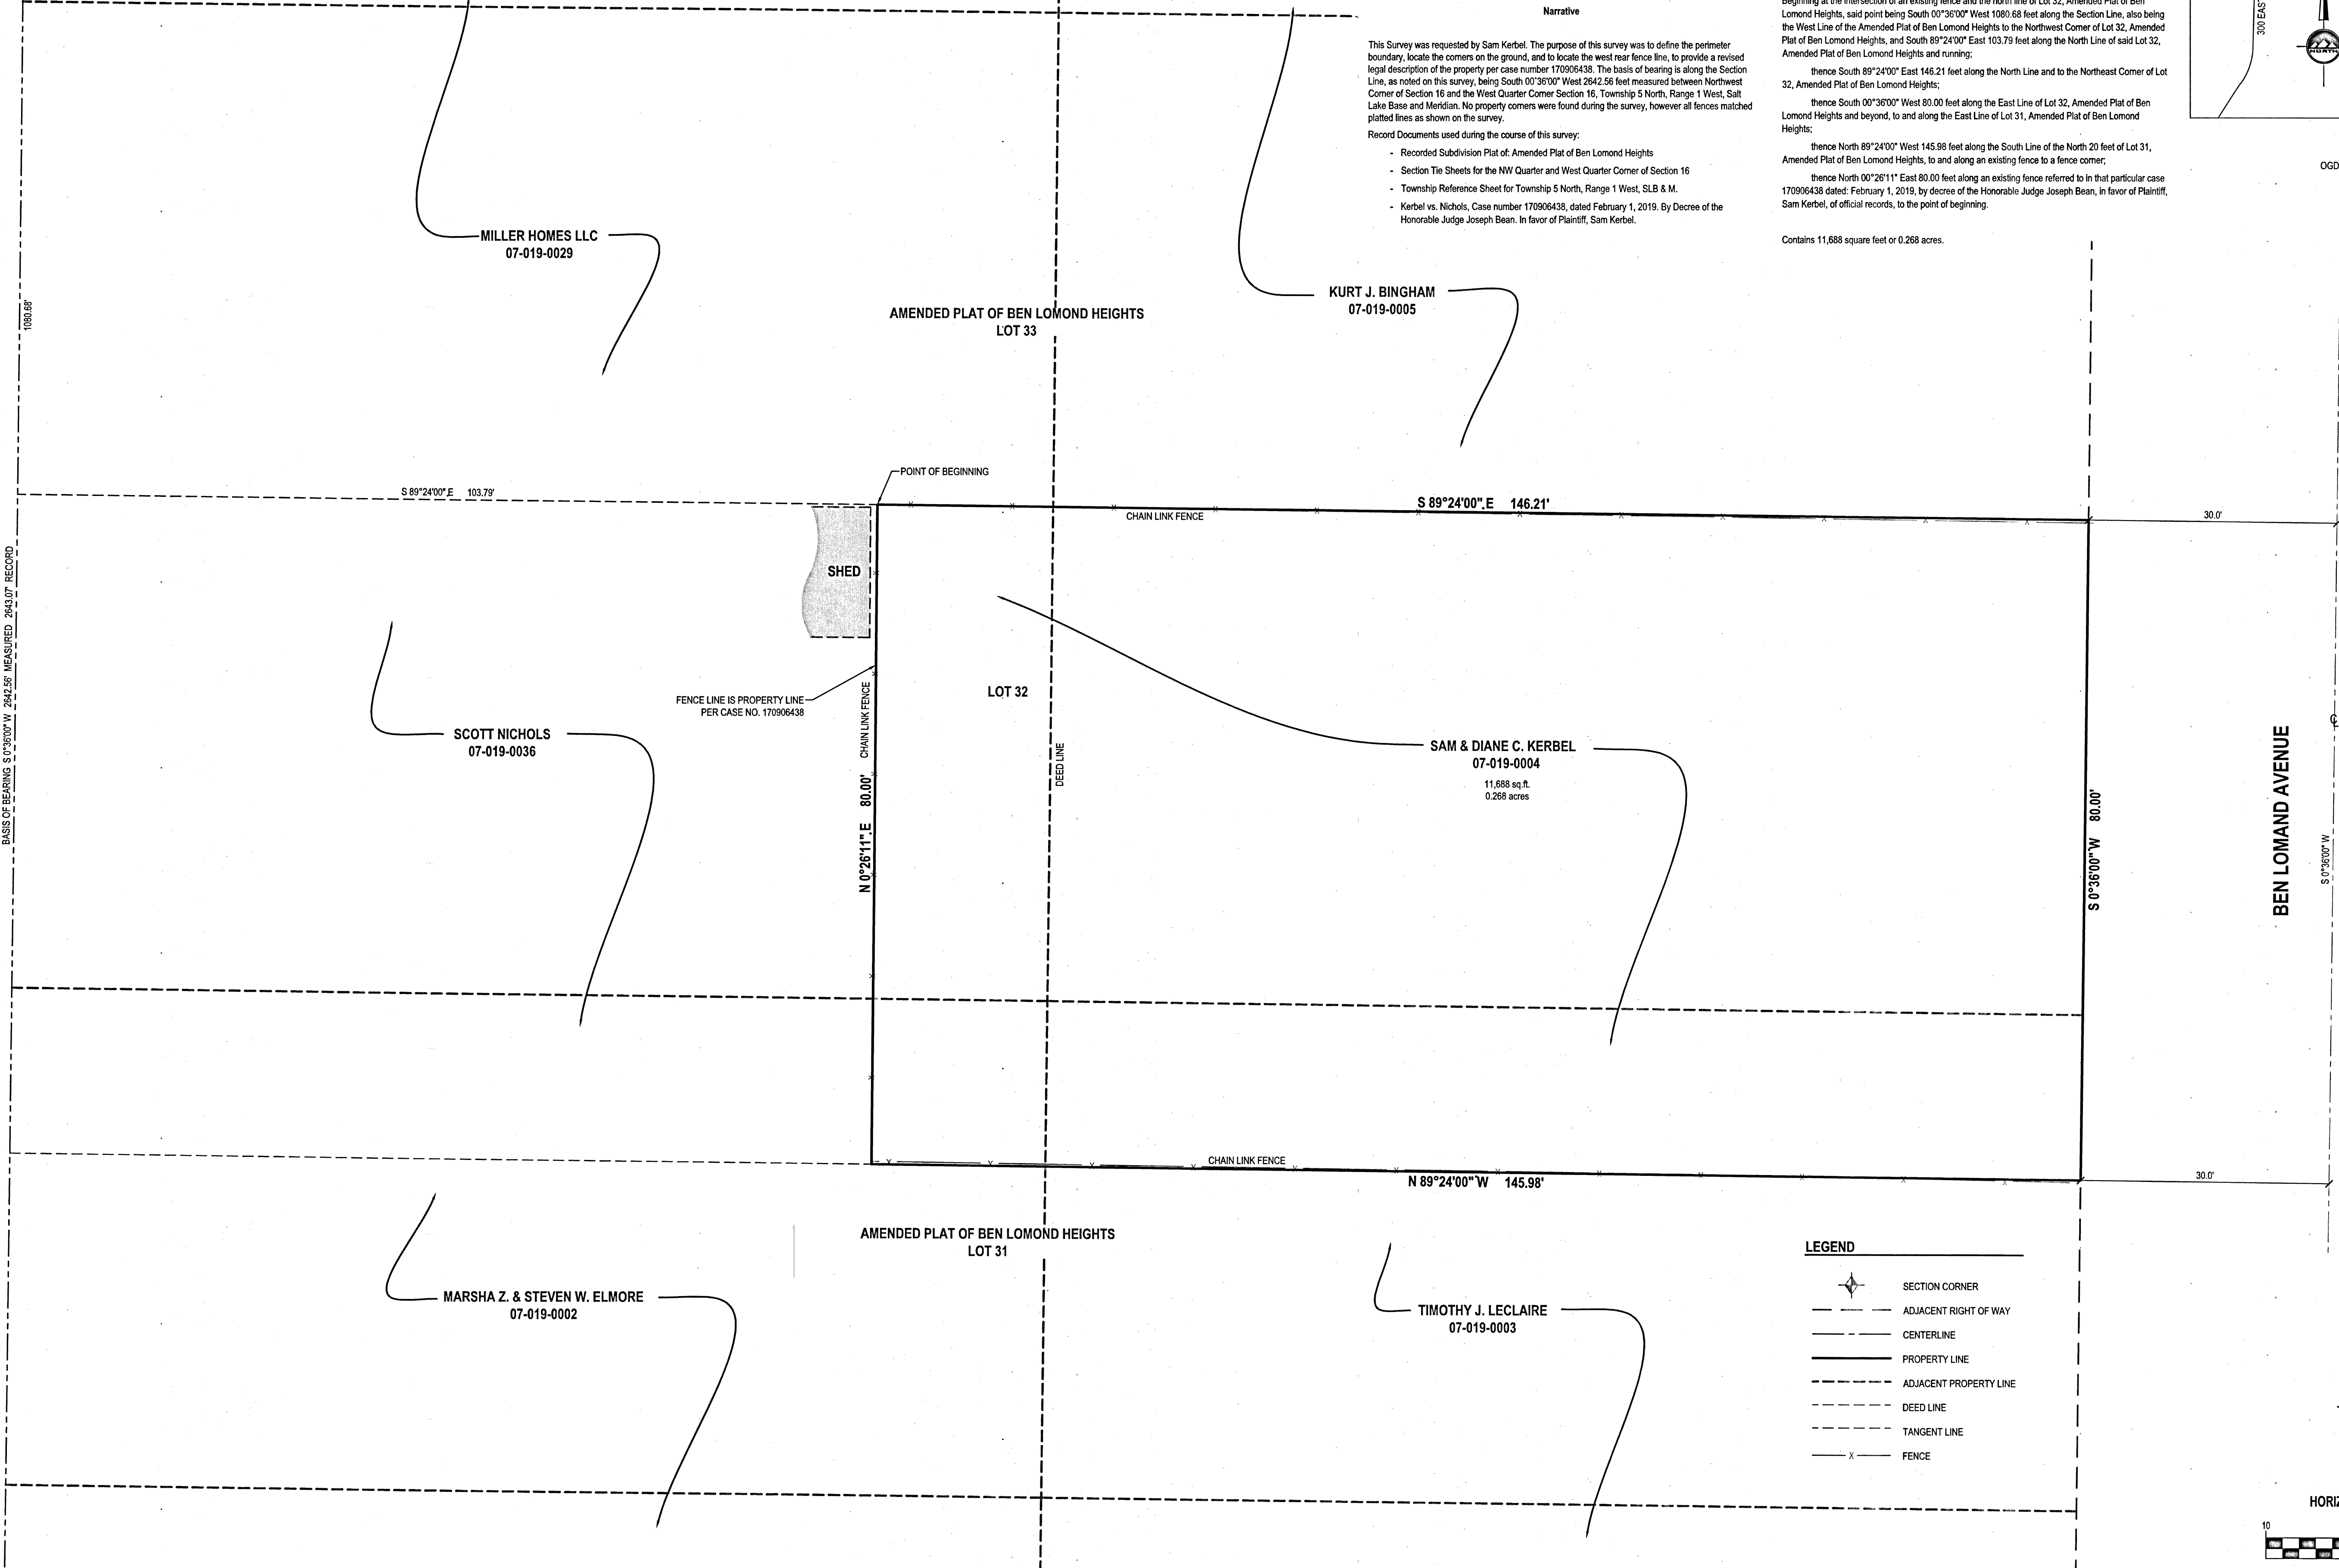 Narrative
This Survey was requested by Sam Kerbel. The purpose of this survey was to define the perimeter
boundary, locate the corners on the ground, and to locate the west rear fence line, to provide a revised
legal description of the property per case number 170906438. The basis of bearing is along the Section
Line, as noted on this survey, being South 00°36'00" West 2642.56 feet measured between Northwest
Corner of Section 16 and the West Quarter Corner Section 16, Township 5 North, Range 1 West, Salt
Lake Base and Meridian. No property corners were found during the survey, however all fences matched
platted lines as shown on the survey.
Record Documents used during the course of this survey:
- Recorded Subdivision Plat of: Amended Plat of Ben Lomond Heights
- Section Tie Sheets for the NW Quarter and West Quarter Corner of Section 16
- Township Reference Sheet for Township 5 North, Range 1 West, SLB & M.
- Kerbel vs. Nichols, Case number 170906438, dated February 1, 2019. By Decree of the
Honorable Judge Joseph Bean. In favor of Plaintiff, Sam Kerbel.
Beginning at the intersection of an existing fence and the north line of Lot 32, Amended Plat of Ben
Lomond Heights, said point being South 00°36'00" West 1080.68 feet along the Section Line, also being
the West Line of the Amended Plat of Ben Lomond Heights to the Northwest Corner of Lot 32, Amended
Plat of Ben Lomond Heights, and South 89°24'00" East 103.79 feet along the North Line of said Lot 32,
Amended Plat of Ben Lomond Heights and running;
thence South 89°24'00" East 146.21 feet along the North Line and to the Northeast Corner of Lot
32, Amended Plat of Ben Lomond Heights;
thence South 00°36'00" West 80.00 feet along the East Line of Lot 32, Amended Plat of Ben
Lomond Heights and beyond, to and along the East Line of Lot 31, Amended Plat of Ben Lomond
Heights;
thence North 89°24'00" West 145.98 feet along the South Line of the North 20 feet of Lot 31,
Amended Plat of Ben Lomond Heights, to and along an existing fence to a fence corner;
thence North 00°26'11" East 80.00 feet along an existing fence referred to in that particular case
170906438 dated: February 1, 2019, by decree of the Honorable Judge Joseph Bean, in favor of Plaintiff,
Sam Kerbel, of official records, to the point of beginning.
Contains 11,688 square feet or 0.268 acres.
300 EAST
NORTH
OGD
MILLER HOMES LLC
07-019-0029
1080.68'
KURT J. BINGHAM
07-019-0005
AMENDED PLAT OF BEN LOMOND HEIGHTS
LOT 33
POINT OF BEGINNING
S 89°24'00" E 103.79'
S 89°24'00" E 146.21'
CHAIN LINK FENCE
30.0'
SHED
BASIS OF BEARING S 0°36'00" W 2642.56' MEASURED 2643.07' RECORD
FENCE LINE IS PROPERTY LINE
PER CASE NO. 170906438
CHAIN LINK FENCE
N 0°26'11" E 80.00'
LOT 32
DEED LINE
SCOTT NICHOLS
07-019-0036
SAM & DIANE C. KERBEL
07-019-0004
11,688 sq.ft.
0.268 acres
S 0°36'00" W 80.00'
BEN LOMAND AVENUE
S 0°36'00" W
CHAIN LINK FENCE
N 89°24'00" W 145.98'
30.0'
AMENDED PLAT OF BEN LOMOND HEIGHTS
LOT 31
MARSHA Z. & STEVEN W. ELMORE
07-019-0002
TIMOTHY J. LECLAIRE
07-019-0003
LEGEND
SECTION CORNER
ADJACENT RIGHT OF WAY
CENTERLINE
PROPERTY LINE
ADJACENT PROPERTY LINE
DEED LINE
TANGENT LINE
X FENCE
HORIZ
10